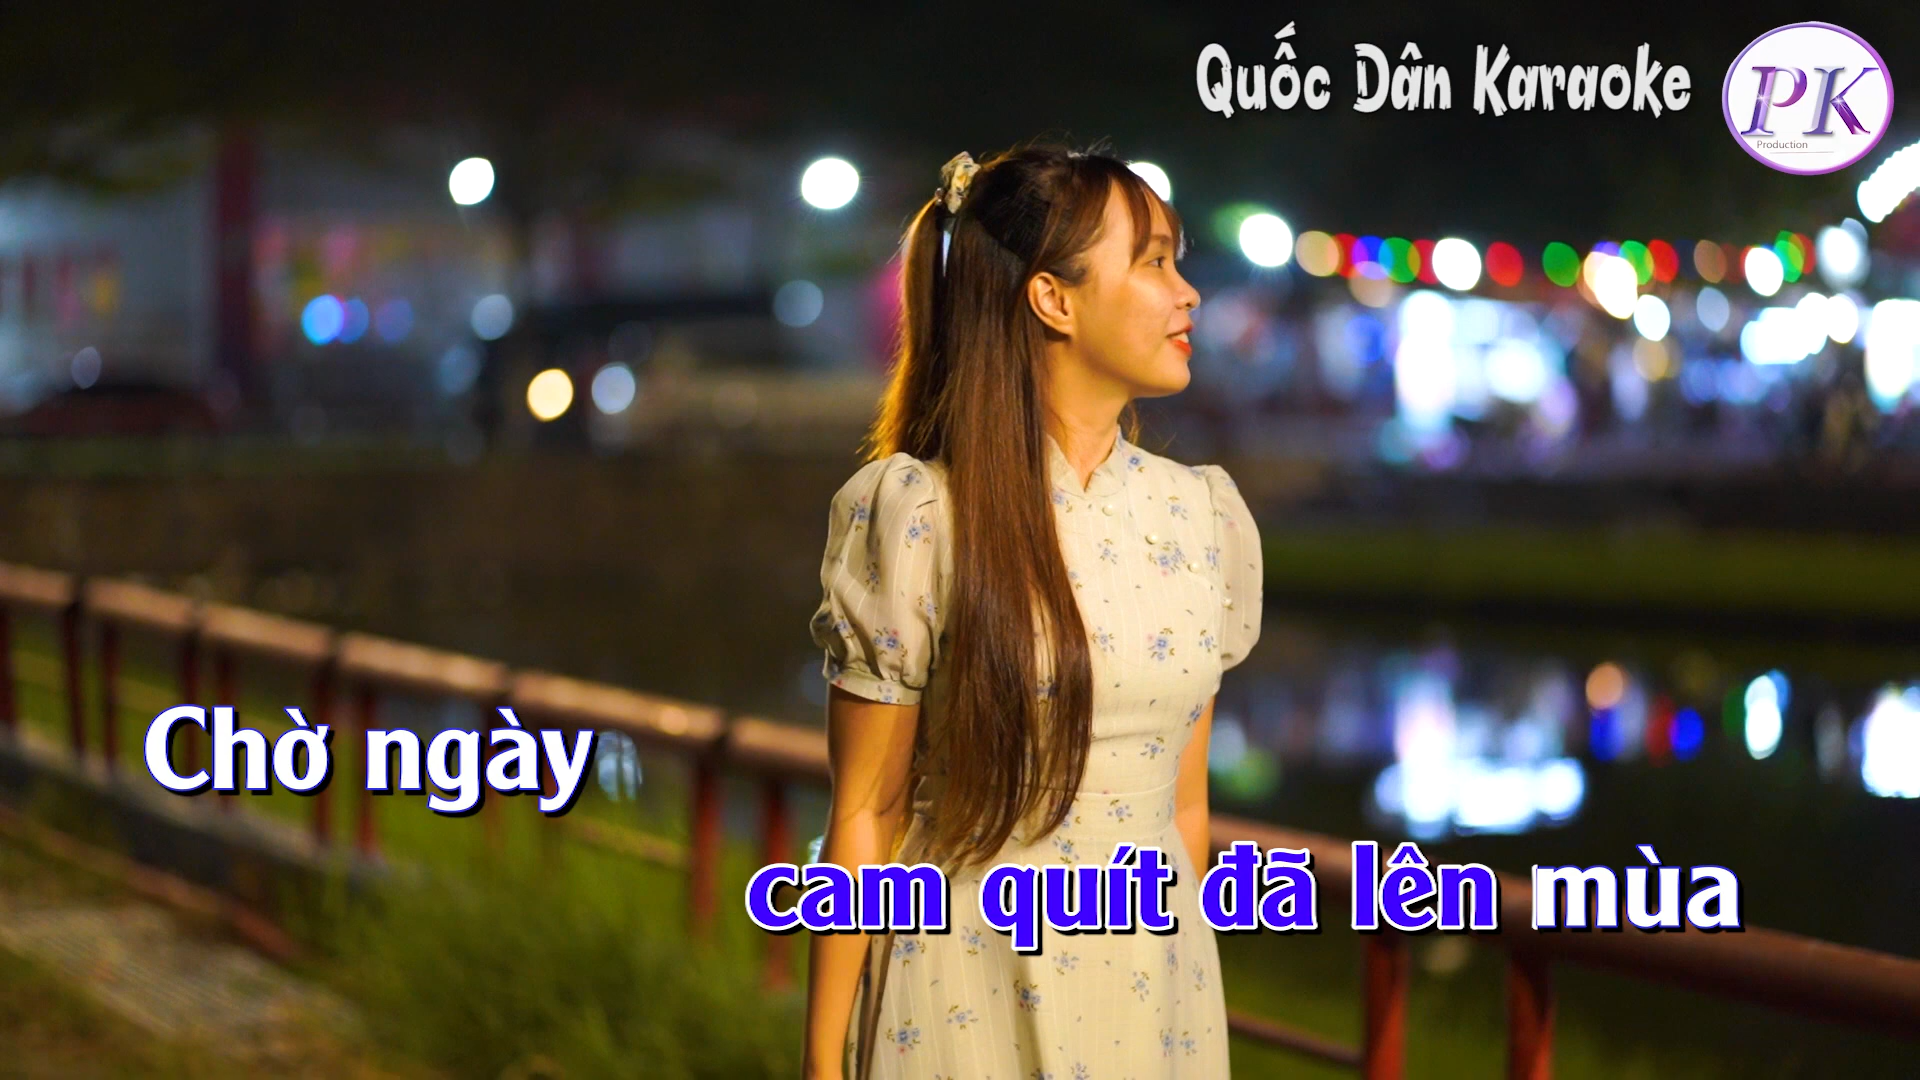 Quốc Dân Karaoke
PK
Production
Chờ ngày
cam quít đã lên mùa